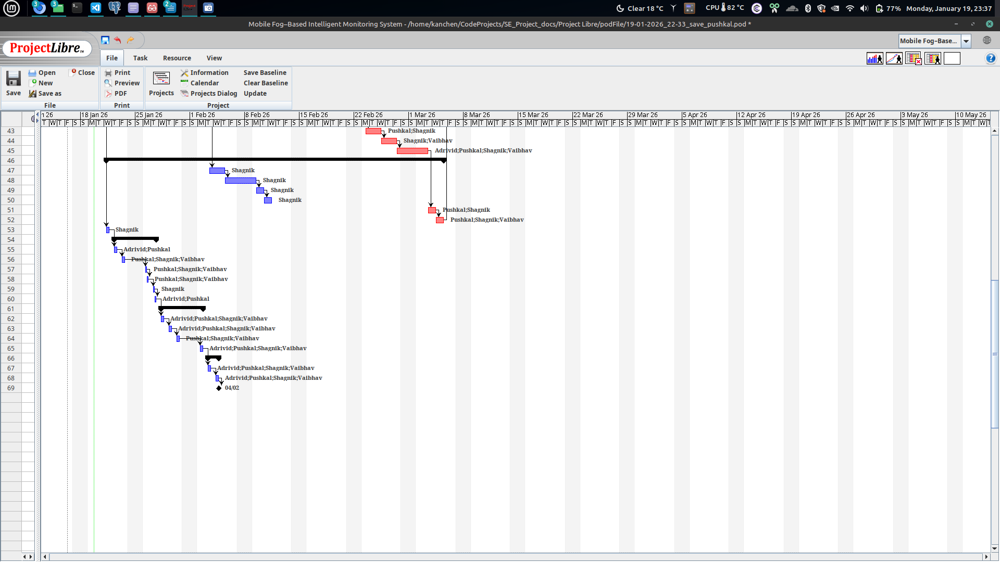 3 3 2 Project Libre Clear 18 °C CPU 82 °C 77% Monday, January 19, 23:37
Mobile Fog-Based Intelligent Monitoring System - /home/kanchen/CodeProjects/SE_Project_docs/Project Libre/podFile/19-01-2026_22-33_save_pushkal.pod *
ProjectLibre™ Mobile Fog-Base...
File Task Resource View
Open Close Print Information Save Baseline
New Preview Calendar Clear Baseline
Save Save as PDF Projects Projects Dialog Update
File Print Project
n 26 18 Jan 26 25 Jan 26 1 Feb 26 8 Feb 26 15 Feb 26 22 Feb 26 1 Mar 26 8 Mar 26 15 Mar 26 22 Mar 26 29 Mar 26 5 Apr 26 12 Apr 26 19 Apr 26 26 Apr 26 3 May 26 10 May 26
T W T F S S M T W T F S S M T W T F S S M T W T F S S M T W T F S S M T W T F S S M T W T F S S M T W T F S S M T W T F S S M T W T F S S M T W T F S S M T W T F S S M T W T F S S M T W T F S S M T W T F S S M T W T F S S M T W T F S S M T W T F S S M T W T
43 Pushkal;Shagnik
44 Shagnik;Vaibhav
45 Adrivid;Pushkal;Shagnik;Vaibhav
46
47 Shagnik
48 Shagnik
49 Shagnik
50 Shagnik
51 Pushkal;Shagnik
52 Pushkal;Shagnik;Vaibhav
53 Shagnik
54
55 Adrivid;Pushkal
56 Pushkal;Shagnik;Vaibhav
57 Pushkal;Shagnik;Vaibhav
58 Pushkal;Shagnik;Vaibhav
59 Shagnik
60 Adrivid;Pushkal
61
62 Adrivid;Pushkal;Shagnik;Vaibhav
63 Adrivid;Pushkal;Shagnik;Vaibhav
64 Pushkal;Shagnik;Vaibhav
65 Adrivid;Pushkal;Shagnik;Vaibhav
66
67 Adrivid;Pushkal;Shagnik;Vaibhav
68 Adrivid;Pushkal;Shagnik;Vaibhav
69 04/02